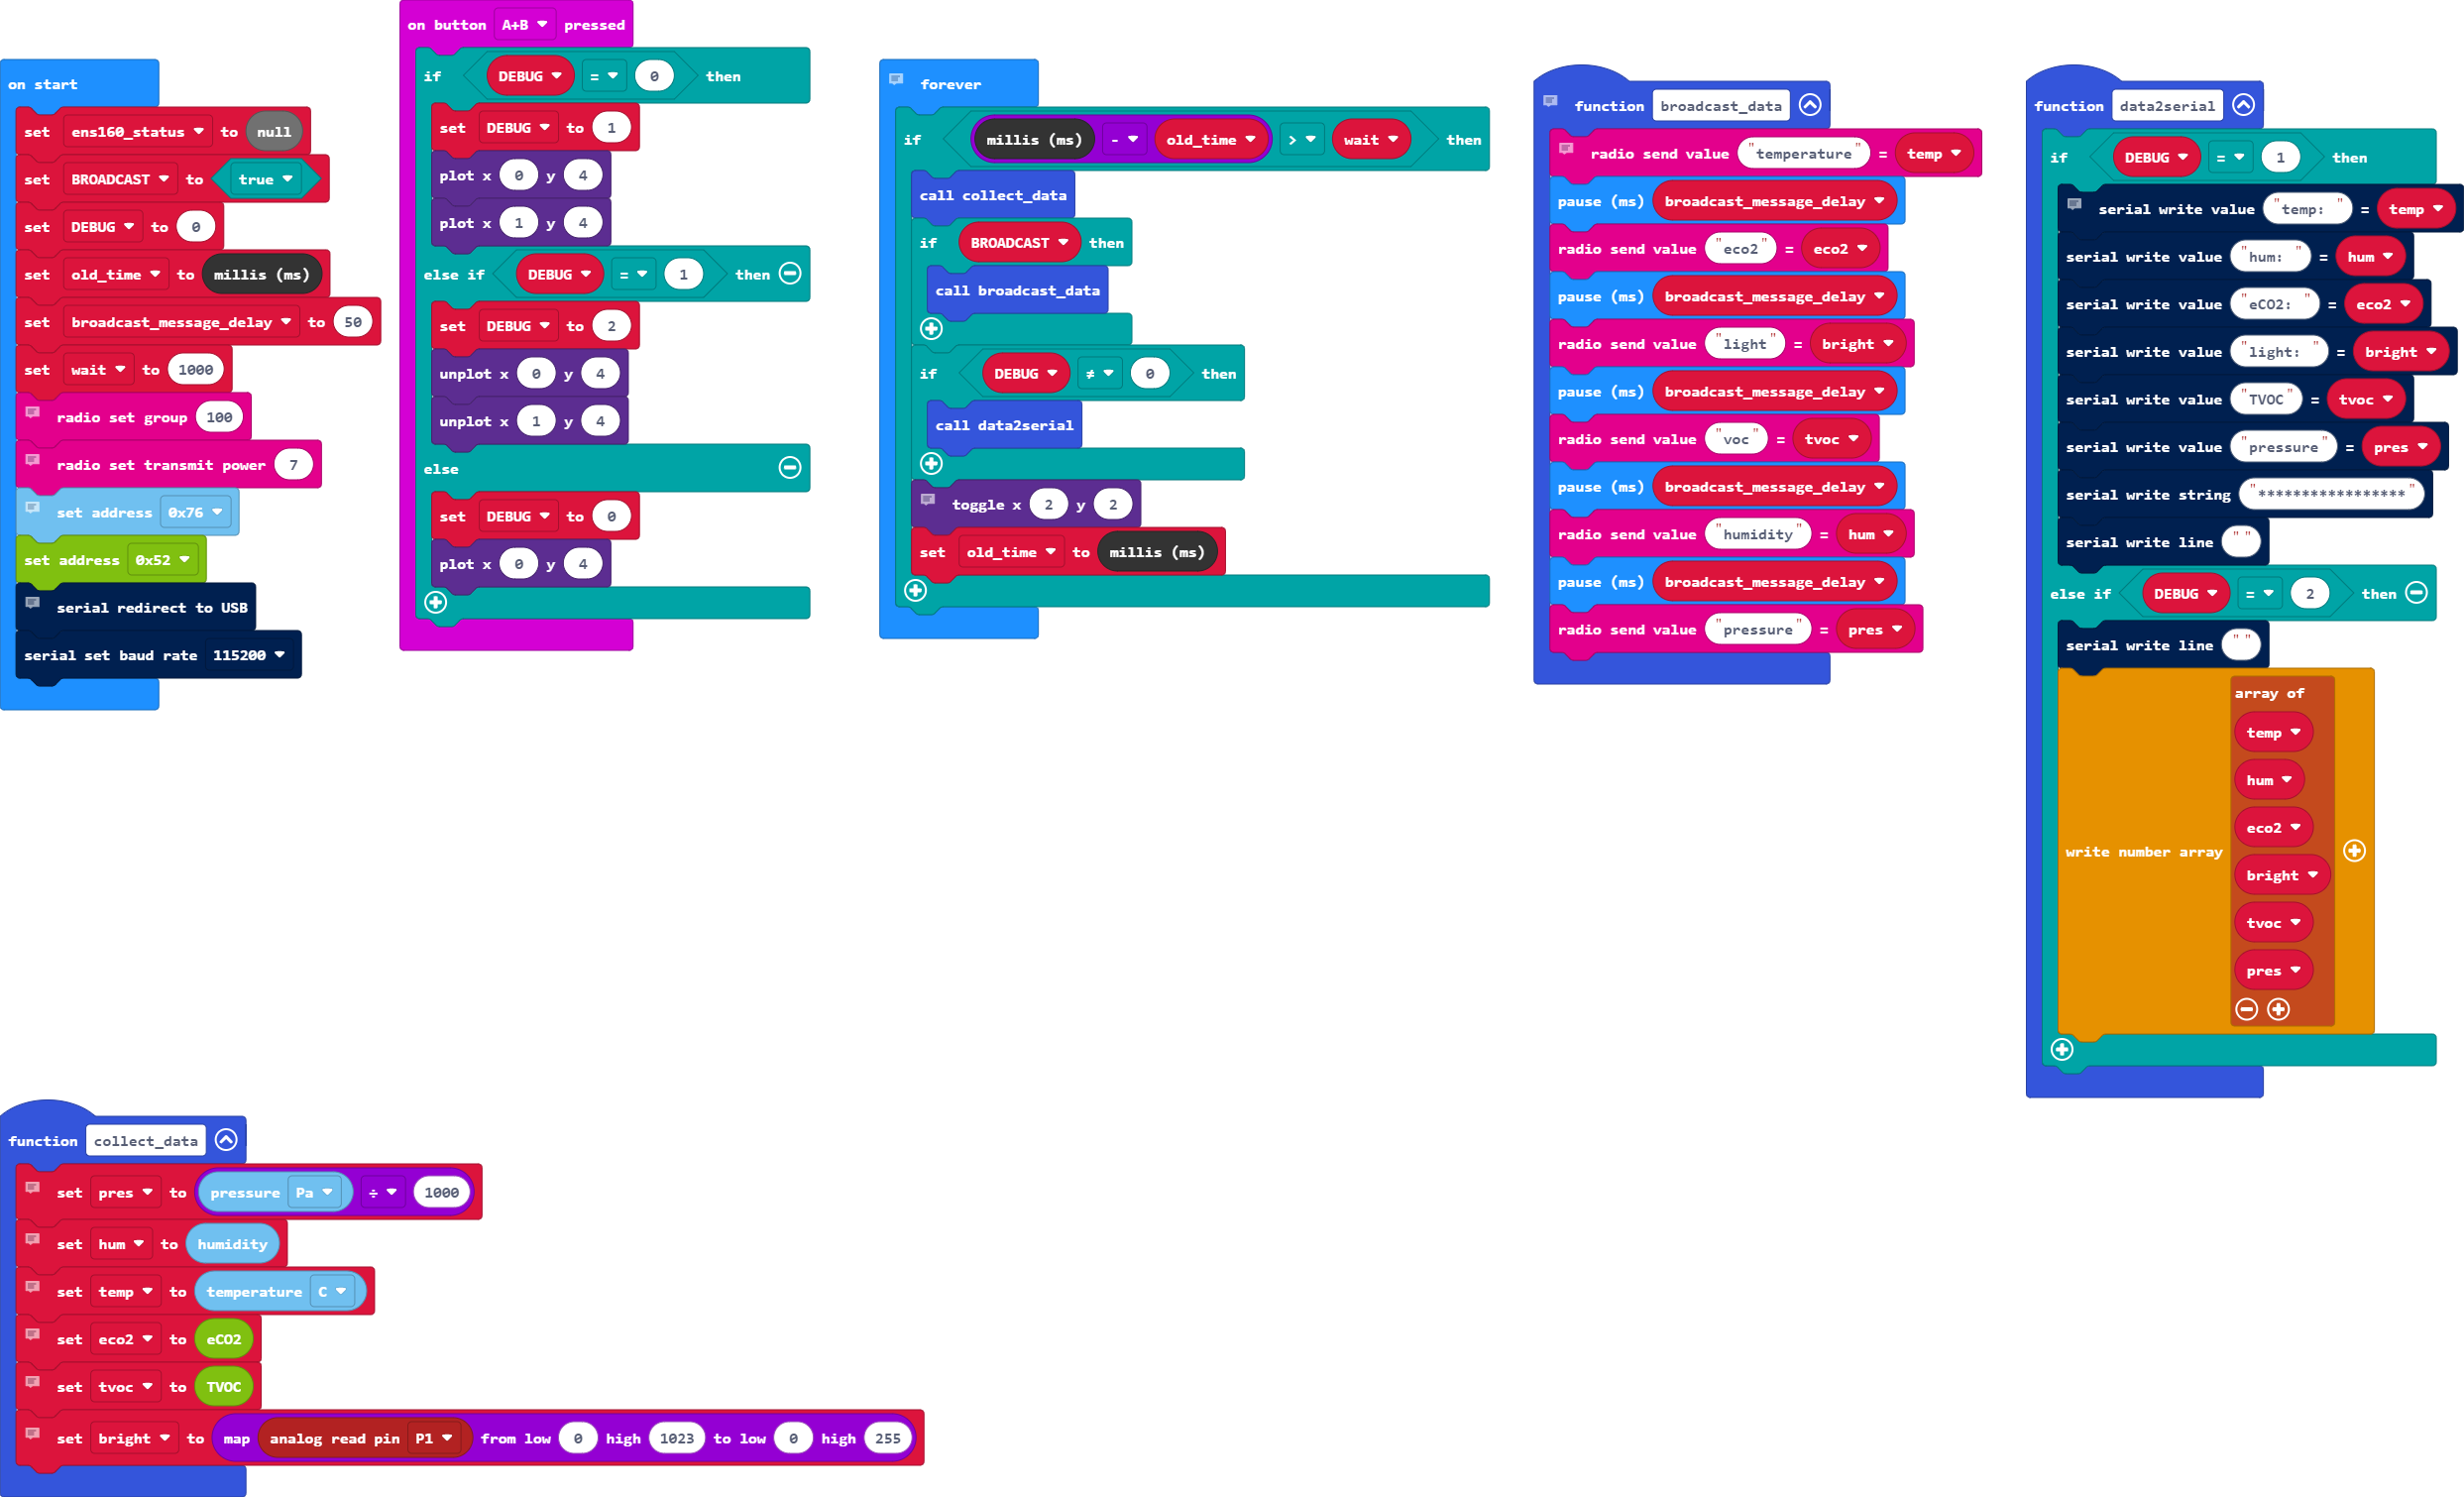 on start
set ens160_status to null
set BROADCAST to true
set DEBUG to 0
set old_time to millis (ms)
set broadcast_message_delay to 50
set wait to 1000
radio set group 100
radio set transmit power 7
set address 0x76
set address 0x52
serial redirect to USB
serial set baud rate 115200
on button A+B pressed
if DEBUG = 0 then
set DEBUG to 1
plot x 0 y 4
plot x 1 y 4
else if DEBUG = 1 then
set DEBUG to 2
unplot x 0 y 4
unplot x 1 y 4
else
set DEBUG to 0
plot x 0 y 4
forever
if millis (ms) - old_time > wait then
call collect_data
if BROADCAST then
call broadcast_data
if DEBUG ≠ 0 then
call data2serial
toggle x 2 y 2
set old_time to millis (ms)
function broadcast_data
radio send value "temperature" = temp
pause (ms) broadcast_message_delay
radio send value "eco2" = eco2
pause (ms) broadcast_message_delay
radio send value "light" = bright
pause (ms) broadcast_message_delay
radio send value "voc" = tvoc
pause (ms) broadcast_message_delay
radio send value "humidity" = hum
pause (ms) broadcast_message_delay
radio send value "pressure" = pres
function data2serial
if DEBUG = 1 then
serial write value "temp: " = temp
serial write value "hum: " = hum
serial write value "eCO2: " = eco2
serial write value "light: " = bright
serial write value "TVOC" = tvoc
serial write value "pressure" = pres
serial write string "*****************"
serial write line ""
else if DEBUG = 2 then
serial write line ""
write number array
array of
temp
hum
eco2
bright
tvoc
pres
function collect_data
set pres to pressure Pa ÷ 1000
set hum to humidity
set temp to temperature C
set eco2 to eCO2
set tvoc to TVOC
set bright to map analog read pin P1 from low 0 high 1023 to low 0 high 255